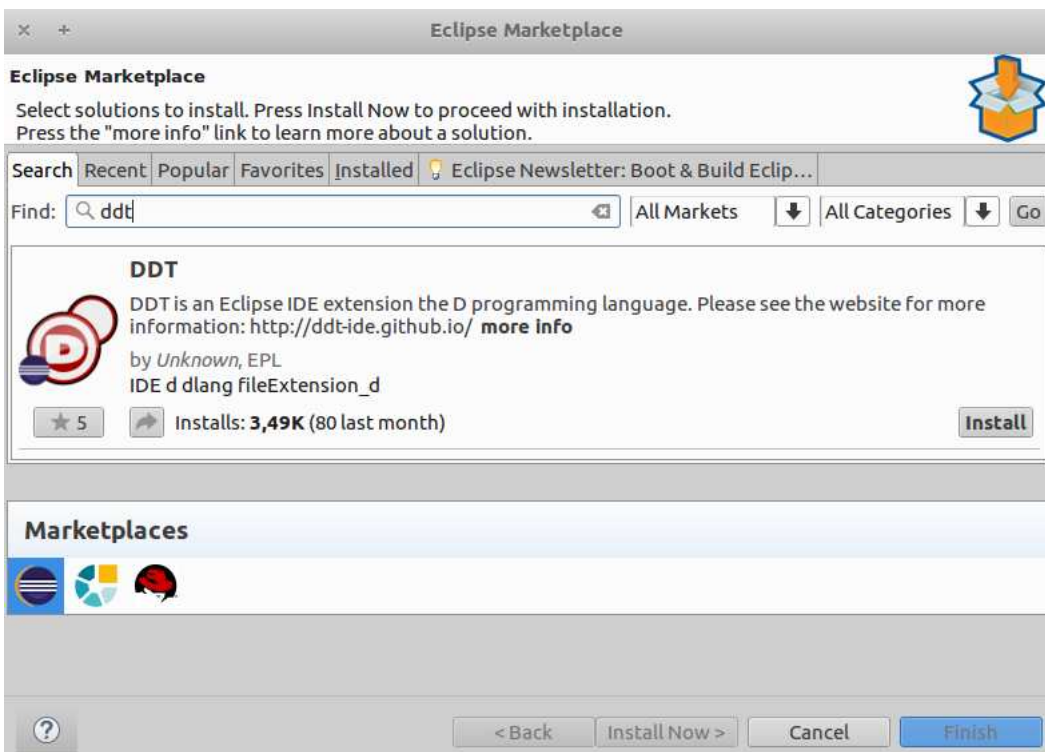 Eclipse Marketplace
Eclipse Marketplace
Select solutions to install. Press Install Now to proceed with installation.
Press the "more info" link to learn more about a solution.
Search Recent Popular Favorites Installed Eclipse Newsletter: Boot & Build Eclip...
Find: ddt All Markets All Categories Go
DDT
DDT is an Eclipse IDE extension the D programming language. Please see the website for more
information: http://ddt-ide.github.io/ more info
by Unknown, EPL
IDE d dlang fileExtension_d
5 Installs: 3,49K (80 last month) Install
Marketplaces
? < Back Install Now > Cancel Finish